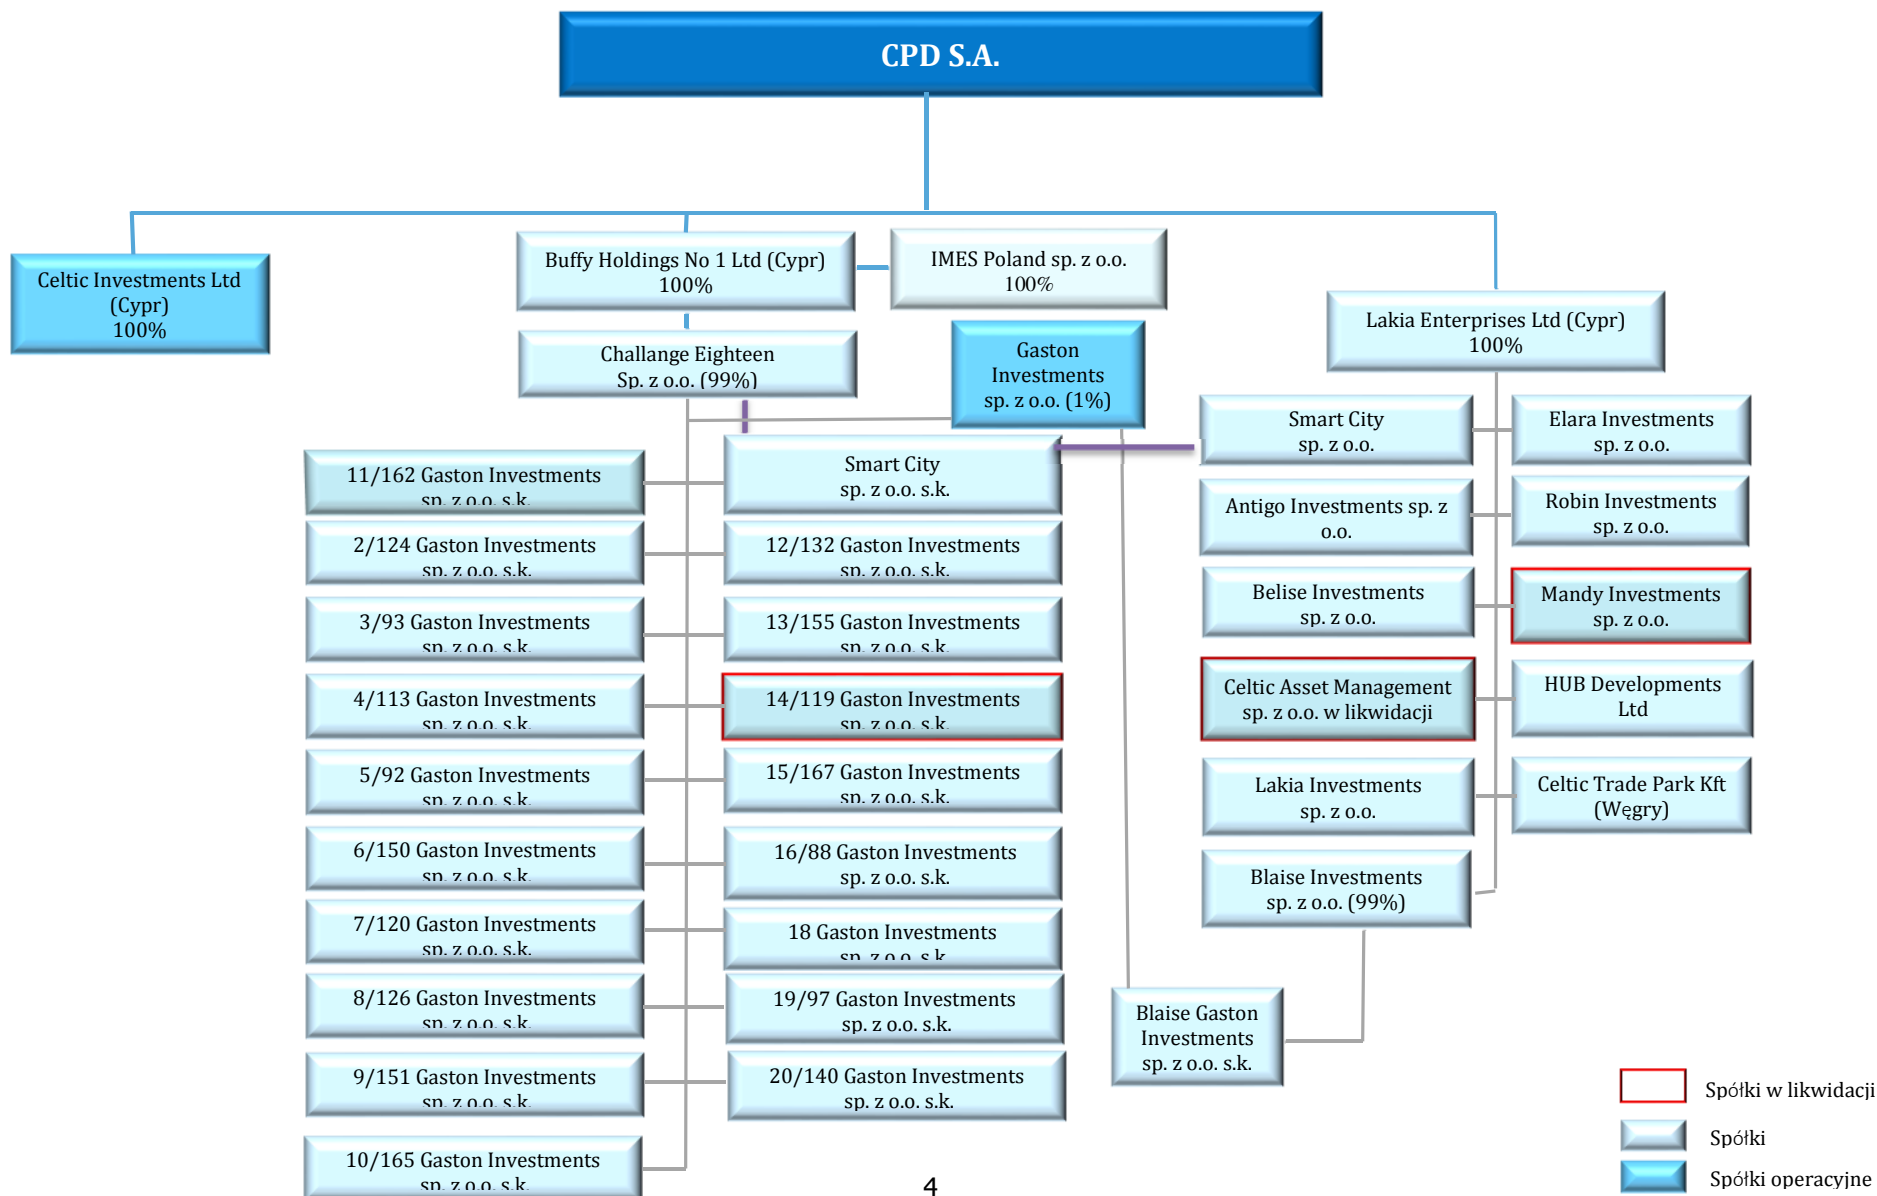 CPD S.A.
Celtic Investments Ltd
(Cypr)
100%
Buffy Holdings No 1 Ltd (Cypr)
100%
IMES Poland sp. z o.o.
100%
Lakia Enterprises Ltd (Cypr)
100%
Challange Eighteen
Sp. z o.o. (99%)
Gaston
Investments
sp. z o.o. (1%)
11/162 Gaston Investments
sp. z o.o. s.k.
2/124 Gaston Investments
sp. z o.o. s.k.
3/93 Gaston Investments
sp. z o.o. s.k.
4/113 Gaston Investments
sp. z o.o. s.k.
5/92 Gaston Investments
sp. z o.o. s.k.
6/150 Gaston Investments
sp. z o.o. s.k.
7/120 Gaston Investments
sp. z o.o. s.k.
8/126 Gaston Investments
sp. z o.o. s.k.
9/151 Gaston Investments
sp. z o.o. s.k.
10/165 Gaston Investments
sp. z o.o. s.k.
Smart City
sp. z o.o. s.k.
12/132 Gaston Investments
sp. z o.o. s.k.
13/155 Gaston Investments
sp. z o.o. s.k.
14/119 Gaston Investments
sp. z o.o. s.k.
15/167 Gaston Investments
sp. z o.o. s.k.
16/88 Gaston Investments
sp. z o.o. s.k.
18 Gaston Investments
sp. z o.o. s.k.
19/97 Gaston Investments
sp. z o.o. s.k.
20/140 Gaston Investments
sp. z o.o. s.k.
Smart City
sp. z o.o.
Antigo Investments sp. z
o.o.
Belise Investments
sp. z o.o.
Celtic Asset Management
sp. z o.o. w likwidacji
Lakia Investments
sp. z o.o.
Blaise Investments
sp. z o.o. (99%)
Elara Investments
sp. z o.o.
Robin Investments
sp. z o.o.
Mandy Investments
sp. z o.o.
HUB Developments
Ltd
Celtic Trade Park Kft
(Węgry)
Blaise Gaston
Investments
sp. z o.o. s.k.
Spółki w likwidacji
Spółki
Spółki operacyjne
4